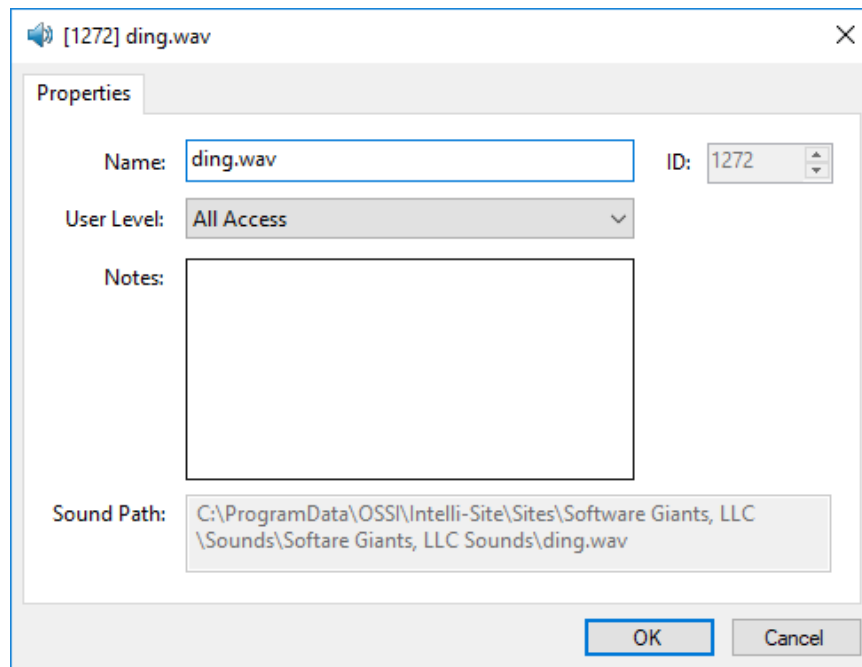 [1272] ding.wav
Properties
Name: ding.wav ID: 1272
User Level: All Access
Notes:
Sound Path: C:\ProgramData\OSSI\Intelli-Site\Sites\Software Giants, LLC
\Sounds\Softare Giants, LLC Sounds\ding.wav
OK Cancel